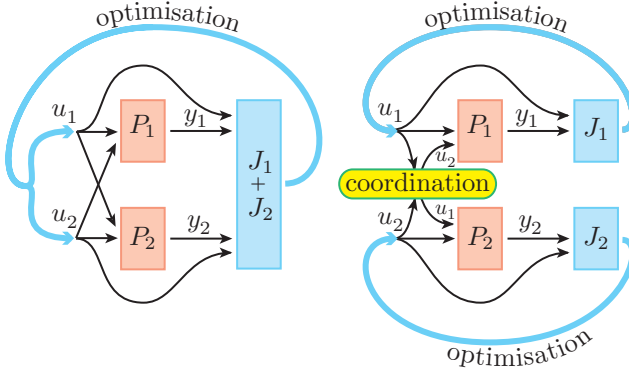 optimisation
u₁
P₁
y₁
J₁
+
J₂
u₂
P₂
y₂
optimisation
u₁
P₁
y₁
J₁
u₂
coordination
u₁
u₂
P₂
y₂
J₂
optimisation